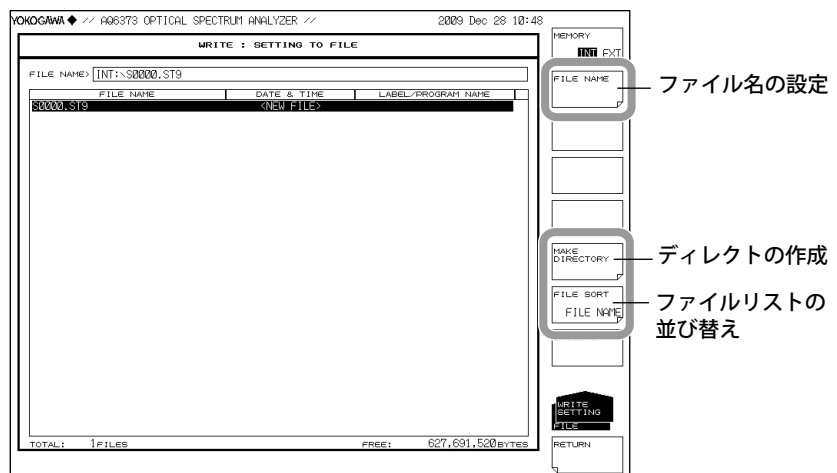 YOKOGAWA ◆ // AQ6373 OPTICAL SPECTRUM ANALYZER // 2009 Dec 28 10:48
WRITE : SETTING TO FILE
FILE NAME> INT:\S0000.ST9
FILE NAME DATE & TIME LABEL/PROGRAM NAME
S0000.ST9 <NEW FILE>
TOTAL: 1FILES FREE: 627,691,520BYTES
MEMORY
INT EXT
FILE NAME
ファイル名の設定
MAKE
DIRECTORY
ディレクトの作成
FILE SORT
FILE NAME
ファイルリストの
並び替え
WRITE
SETTING
FILE
RETURN